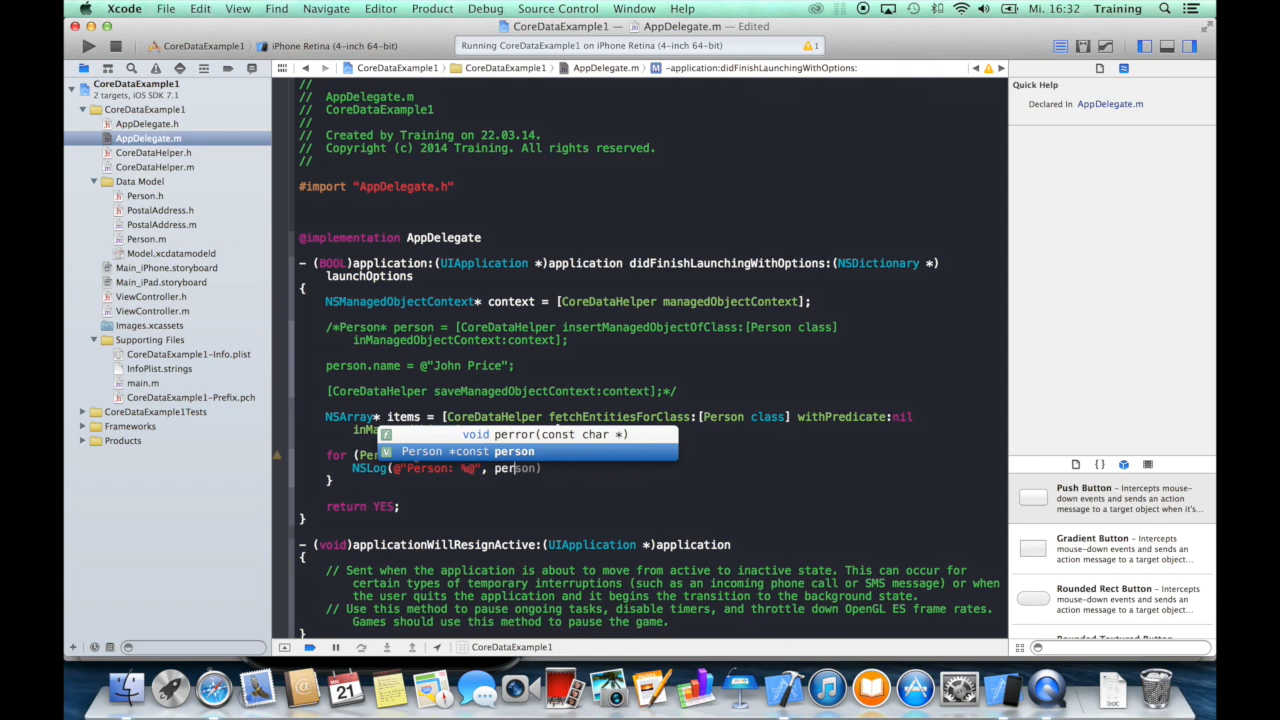 Xcode File Edit View Find Navigate Editor Product Debug Source Control Window Help Mi. 16:32 Training
CoreDataExample1 — AppDelegate.m — Edited
CoreDataExample1 iPhone Retina (4-inch 64-bit)
Running CoreDataExample1 on iPhone Retina (4-inch 64-bit) 1
CoreDataExample1 CoreDataExample1 AppDelegate.m -application:didFinishLaunchingWithOptions:
CoreDataExample1
2 targets, iOS SDK 7.1
CoreDataExample1
AppDelegate.h
AppDelegate.m
CoreDataHelper.h
CoreDataHelper.m
Data Model
Person.h
PostalAddress.h
PostalAddress.m
Person.m
Model.xcdatamodeld
Main_iPhone.storyboard
Main_iPad.storyboard
ViewController.h
ViewController.m
Images.xcassets
Supporting Files
CoreDataExample1-Info.plist
InfoPlist.strings
main.m
CoreDataExample1-Prefix.pch
CoreDataExample1Tests
Frameworks
Products
//
// AppDelegate.m
// CoreDataExample1
//
// Created by Training on 22.03.14.
// Copyright (c) 2014 Training. All rights reserved.
//
#import "AppDelegate.h"
@implementation AppDelegate
- (BOOL)application:(UIApplication *)application didFinishLaunchingWithOptions:(NSDictionary *)
launchOptions
{
NSManagedObjectContext* context = [CoreDataHelper managedObjectContext];
/*Person* person = [CoreDataHelper insertManagedObjectOfClass:[Person class]
inManagedObjectContext:context];
person.name = @"John Price";
[CoreDataHelper saveManagedObjectContext:context];*/
NSArray* items = [CoreDataHelper fetchEntitiesForClass:[Person class] withPredicate:nil
void perror(const char *)
Person *const person
for (Per
NSLog(@"Person: %@", person)
}
return YES;
}
- (void)applicationWillResignActive:(UIApplication *)application
{
// Sent when the application is about to move from active to inactive state. This can occur for
certain types of temporary interruptions (such as an incoming phone call or SMS message) or when
the user quits the application and it begins the transition to the background state.
// Use this method to pause ongoing tasks, disable timers, and throttle down OpenGL ES frame rates.
Games should use this method to pause the game.
}
CoreDataExample1
Quick Help
Declared In AppDelegate.m
Push Button - Intercepts mouse-
down events and sends an action
message to a target object when it's...
Gradient Button - Intercepts
mouse-down events and sends an
action message to a target object...
Rounded Rect Button - Intercepts
mouse-down events and sends an
action message to a target object...
Rounded Textured Button
MAI
21
DOC